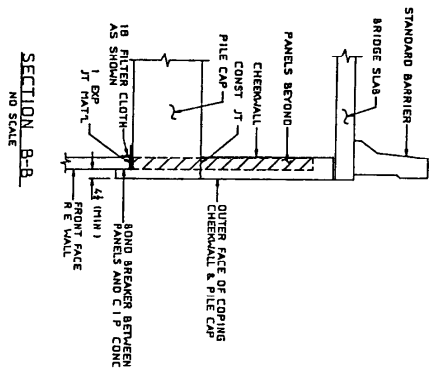 STANDARD BARRIER
BRIDGE SLAB
PANELS BEYOND
CHEEKWALL
CONST JT
PILE CAP
18 FILTER CLOTH
AS SHOWN
1 EXP
JT MAT'L
OUTER FACE OF COPING
CHEEKWALL & PILE CAP
BOND BREAKER BETWEEN
PANELS AND C I P CONC
4½ (MIN)
FRONT FACE
R E WALL
SECTION B-B
NO SCALE